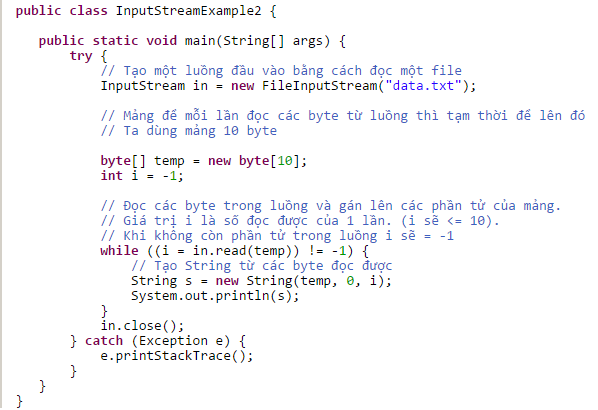 public class InputStreamExample2 {
public static void main(String[] args) {
try {
// Tạo một luồng đầu vào bằng cách đọc một file
InputStream in = new FileInputStream("data.txt");
// Mảng để mỗi lần đọc các byte từ luồng thì tạm thời để lên đó
// Ta dùng mảng 10 byte
byte[] temp = new byte[10];
int i = -1;
// Đọc các byte trong luồng và gán lên các phần tử của mảng.
// Giá trị i là số đọc được của 1 lần. (i sẽ <= 10).
// Khi không còn phần tử trong luồng i sẽ = -1
while ((i = in.read(temp)) != -1) {
// Tạo String từ các byte đọc được
String s = new String(temp, 0, i);
System.out.println(s);
}
in.close();
} catch (Exception e) {
e.printStackTrace();
}
}
}